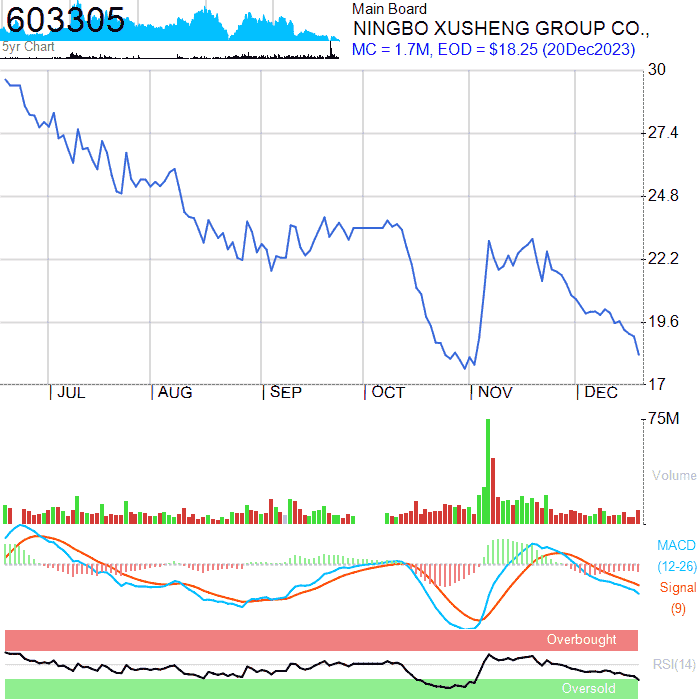 603305
5yr Chart
Main Board
NINGBO XUSHENG GROUP CO.,
MC = 1.7M, EOD = $18.25 (20Dec2023)
30
27.4
24.8
22.2
19.6
17
JUL AUG SEP OCT NOV DEC
75M
Volume
MACD
(12-26)
Signal
(9)
Overbought
RSI(14)
Oversold